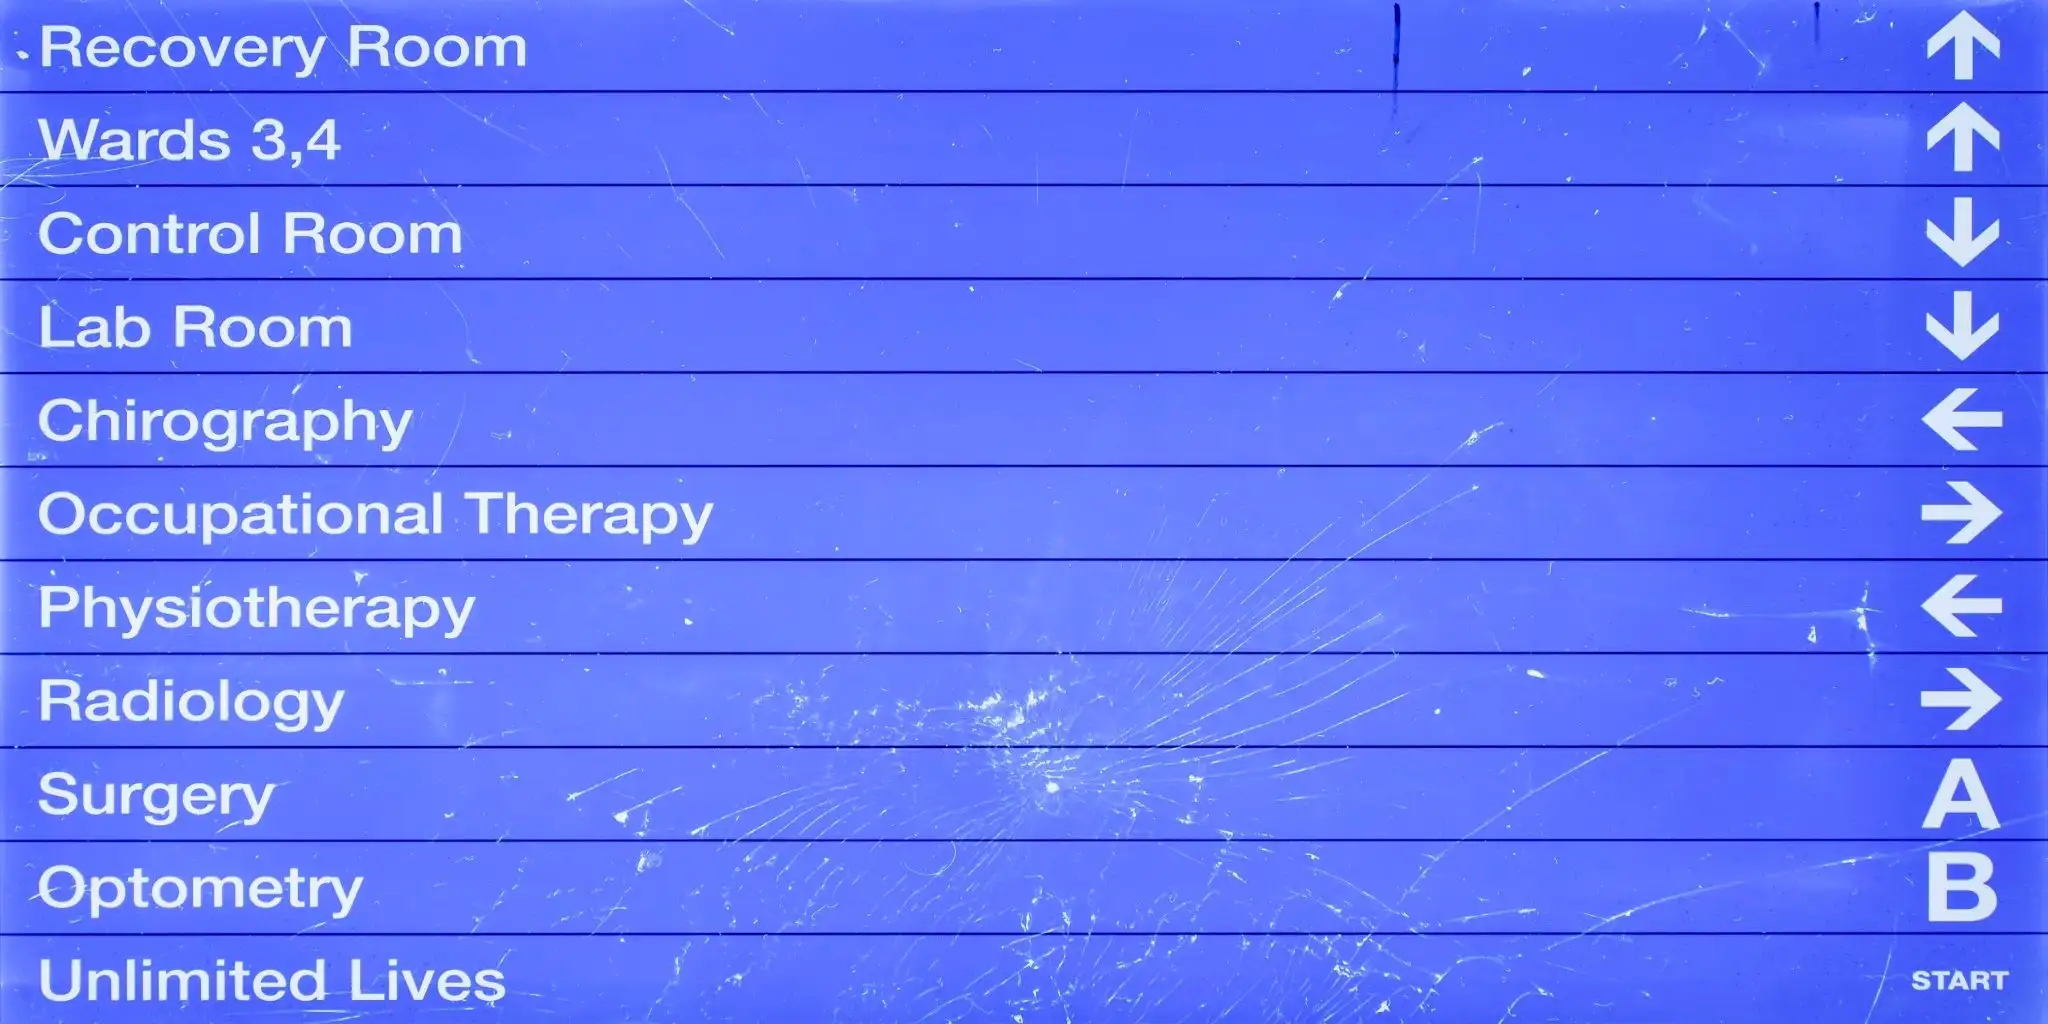 Recovery Room ↑
Wards 3,4 ↑
Control Room ↓
Lab Room ↓
Chirography ←
Occupational Therapy →
Physiotherapy ←
Radiology →
Surgery A
Optometry B
Unlimited Lives START